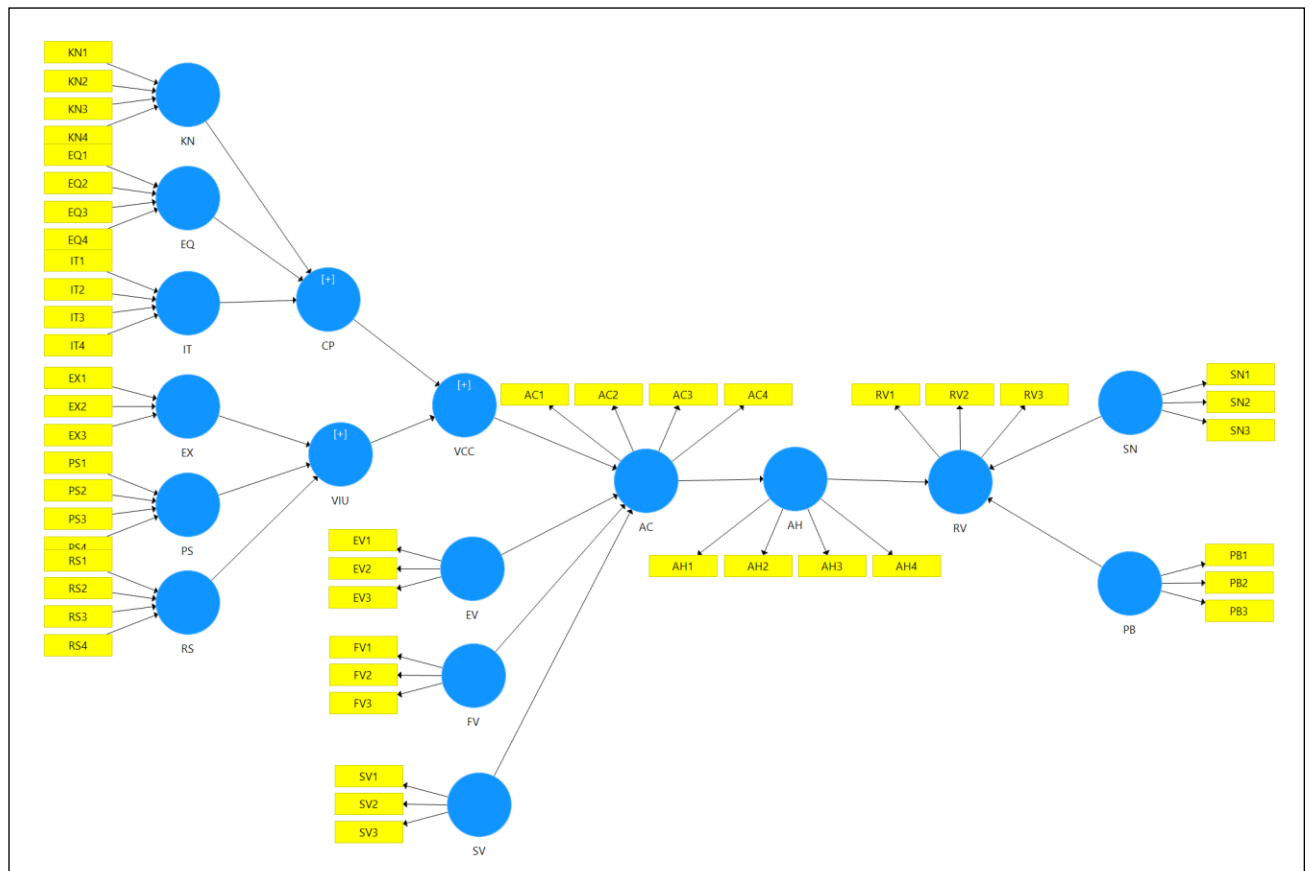 KN1
KN2
KN3
KN4
KN
EQ1
EQ2
EQ3
EQ4
EQ
IT1
IT2
IT3
IT4
IT
[+]
CP
EX1
EX2
EX3
EX
PS1
PS2
PS3
PS4
PS
RS1
RS2
RS3
RS4
RS
[+]
VIU
[+]
VCC
AC1
AC2
AC3
AC4
AC
EV1
EV2
EV3
EV
FV1
FV2
FV3
FV
SV1
SV2
SV3
SV
AH
AH1
AH2
AH3
AH4
RV1
RV2
RV3
RV
SN1
SN2
SN3
SN
PB1
PB2
PB3
PB